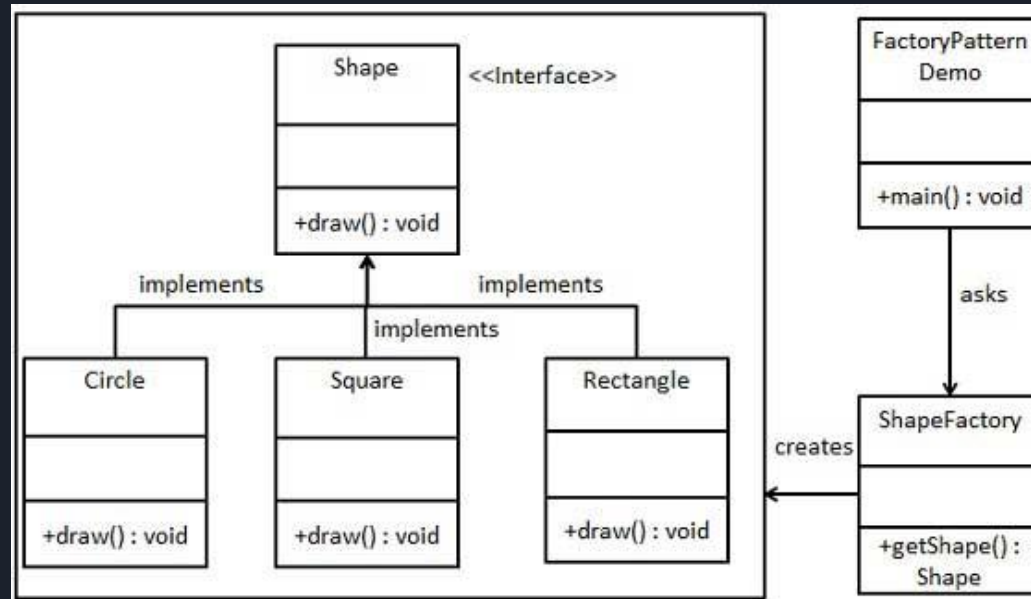 Shape
<<Interface>>
+draw() : void
implements
implements
implements
Circle
+draw() : void
Square
+draw() : void
Rectangle
+draw() : void
FactoryPattern
Demo
+main() : void
asks
creates
ShapeFactory
+getShape() :
Shape